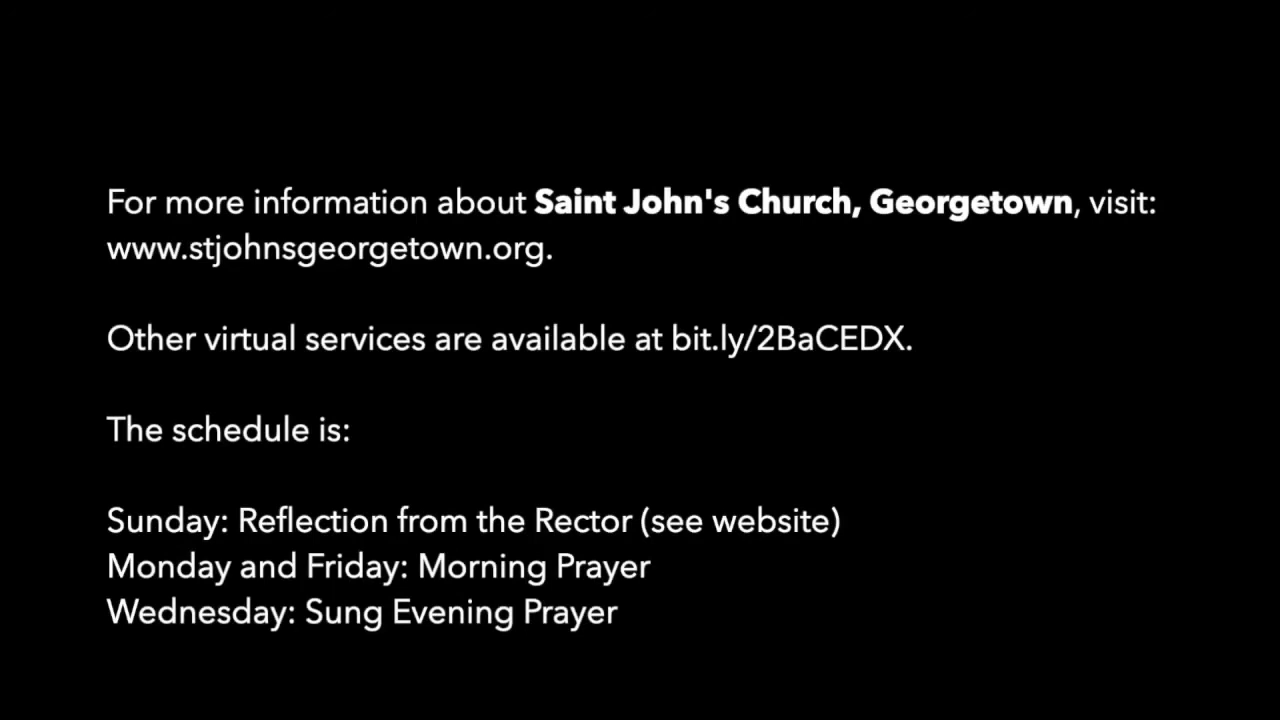 For more information about Saint John's Church, Georgetown, visit:
www.stjohnsgeorgetown.org.
Other virtual services are available at bit.ly/2BaCEDX.
The schedule is:
Sunday: Reflection from the Rector (see website)
Monday and Friday: Morning Prayer
Wednesday: Sung Evening Prayer